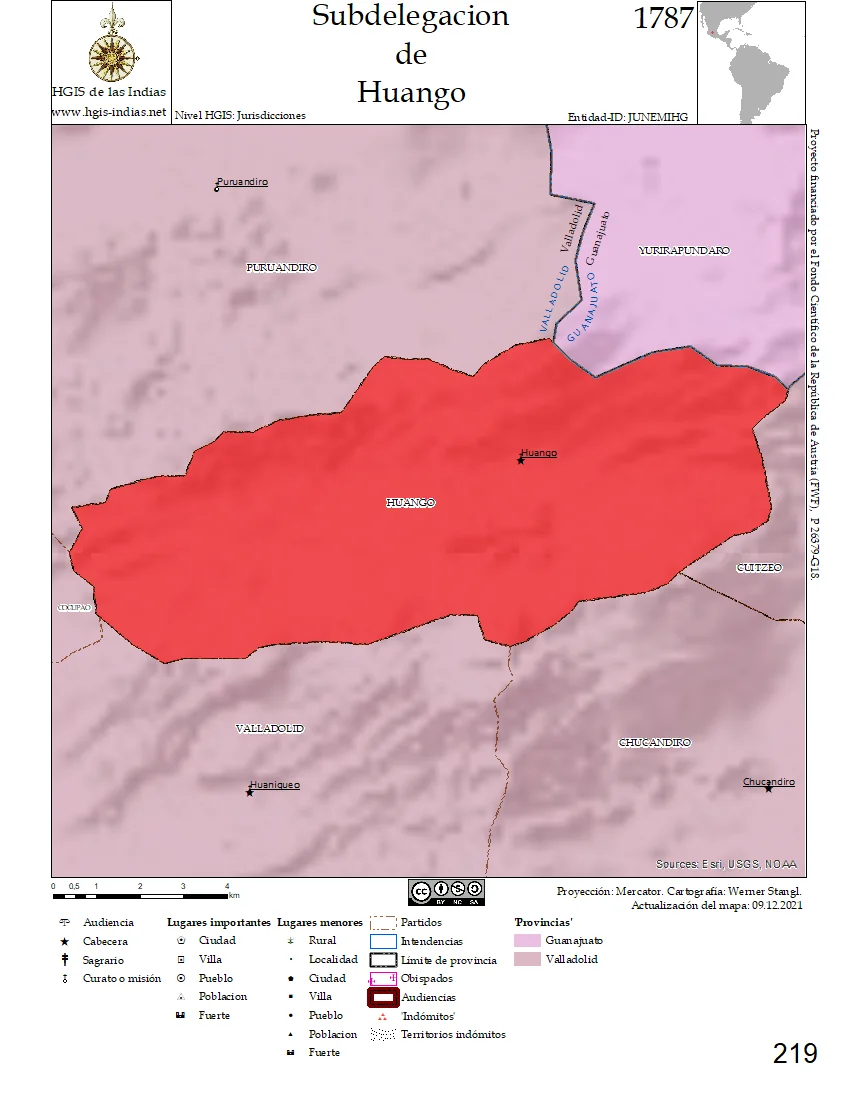 Subdelegacion
de
Huango
1787
HGIS de las Indias
www.hgis-indias.net
Nivel HGIS: Jurisdicciones
Entidad-ID: JUNEMIHG
Proyecto financiado por el Fondo Científico de la República de Austria (FWF), P 26379-G18.
Puruandiro
PURUANDIRO
Valladolid
Guanajuato
VALLADOLID
GUANAJUATO
YURIRAPUNDARO
Huango
HUANGO
CUITZEO
COCUPAO
VALLADOLID
CHUCANDIRO
Huaniqueo
Chucandiro
Sources: Esri, USGS, NOAA
0 0,5 1 2 3 4
km
cc BY NC SA
Proyección: Mercator. Cartografía: Werner Stangl.
Actualización del mapa: 09.12.2021
Audiencia
Cabecera
Sagrario
Curato o misión
Lugares importantes
Ciudad
Villa
Pueblo
Poblacion
Fuerte
Lugares menores
Rural
Localidad
Ciudad
Villa
Pueblo
Poblacion
Fuerte
Partidos
Intendencias
Límite de provincia
Obispados
Audiencias
'Indómitos'
Territorios indómitos
'Provincias'
Guanajuato
Valladolid
219